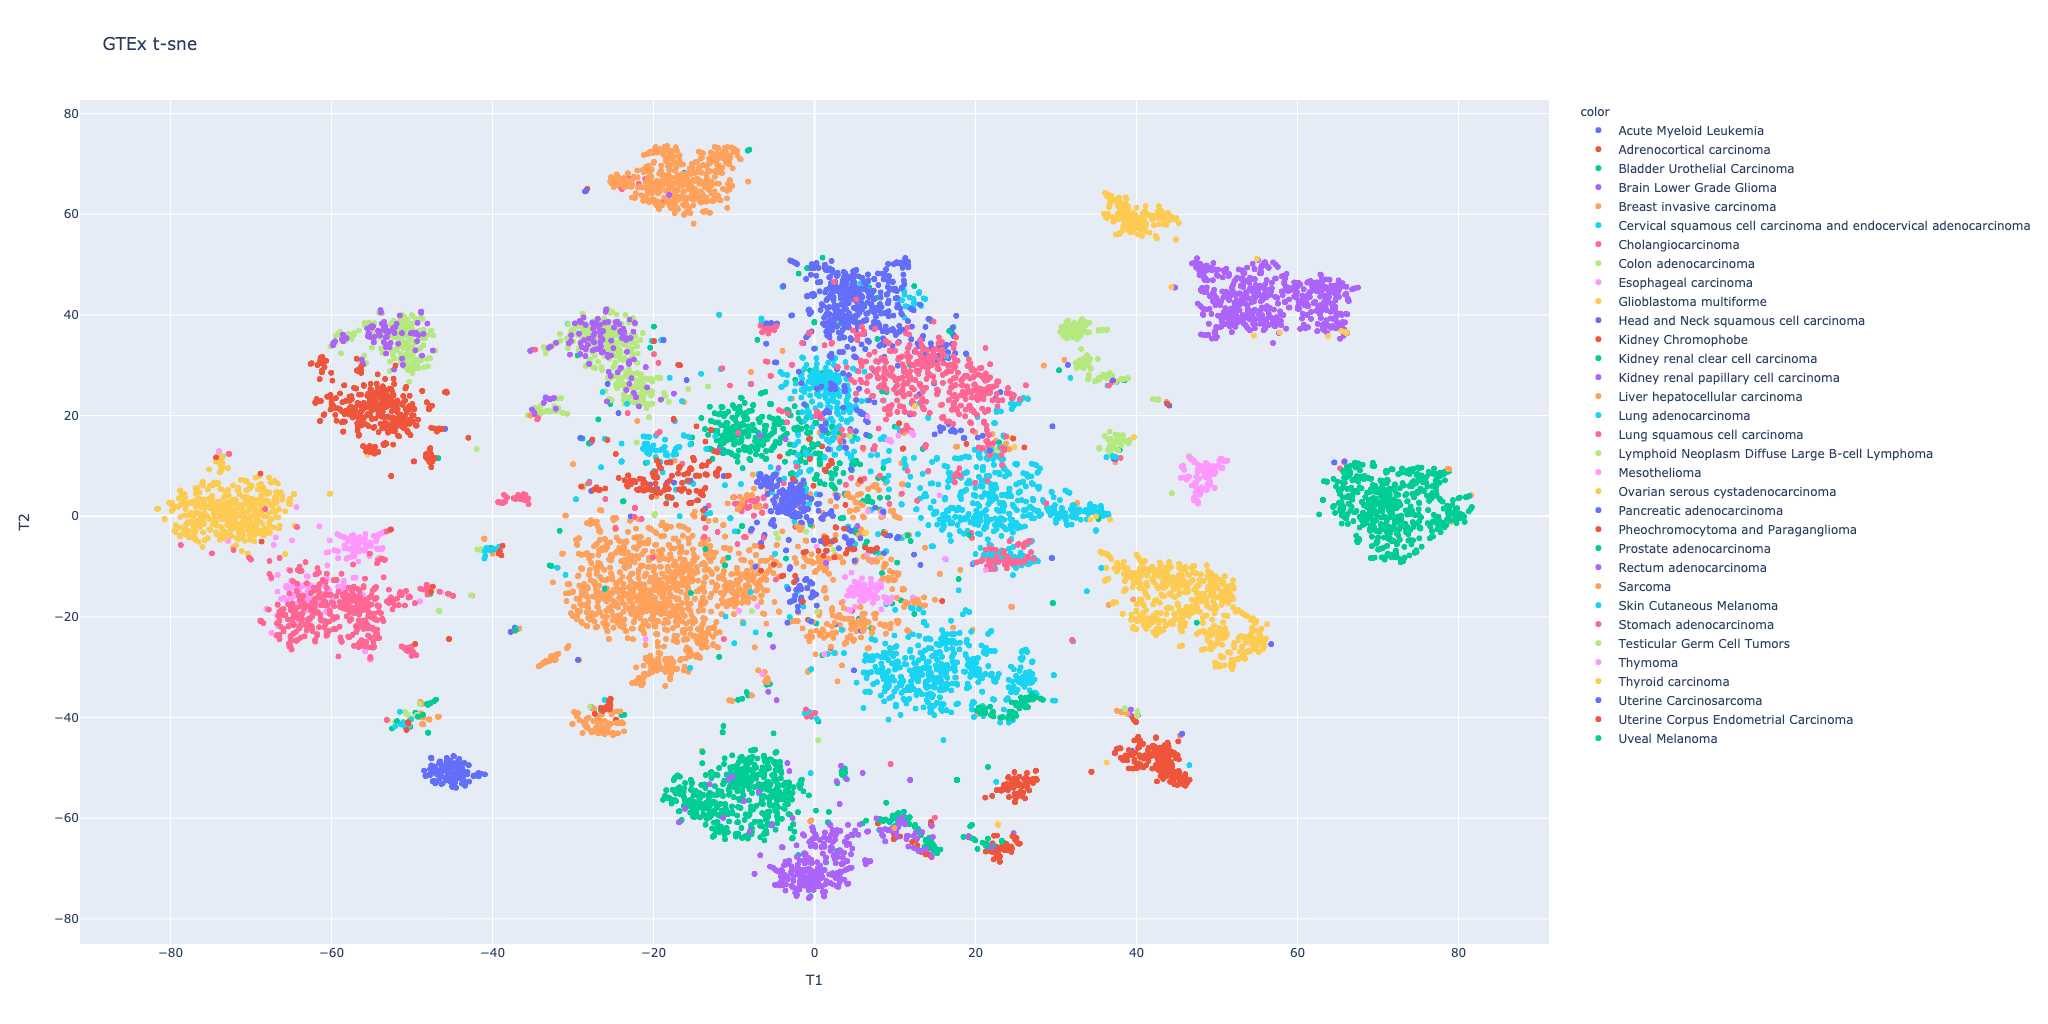 GTEx t-sne
80
60
40
20
0
−20
−40
−60
−80
T2
−80
−60
−40
−20
0
20
40
60
80
T1
color
Acute Myeloid Leukemia
Adrenocortical carcinoma
Bladder Urothelial Carcinoma
Brain Lower Grade Glioma
Breast invasive carcinoma
Cervical squamous cell carcinoma and endocervical adenocarcinoma
Cholangiocarcinoma
Colon adenocarcinoma
Esophageal carcinoma
Glioblastoma multiforme
Head and Neck squamous cell carcinoma
Kidney Chromophobe
Kidney renal clear cell carcinoma
Kidney renal papillary cell carcinoma
Liver hepatocellular carcinoma
Lung adenocarcinoma
Lung squamous cell carcinoma
Lymphoid Neoplasm Diffuse Large B-cell Lymphoma
Mesothelioma
Ovarian serous cystadenocarcinoma
Pancreatic adenocarcinoma
Pheochromocytoma and Paraganglioma
Prostate adenocarcinoma
Rectum adenocarcinoma
Sarcoma
Skin Cutaneous Melanoma
Stomach adenocarcinoma
Testicular Germ Cell Tumors
Thymoma
Thyroid carcinoma
Uterine Carcinosarcoma
Uterine Corpus Endometrial Carcinoma
Uveal Melanoma